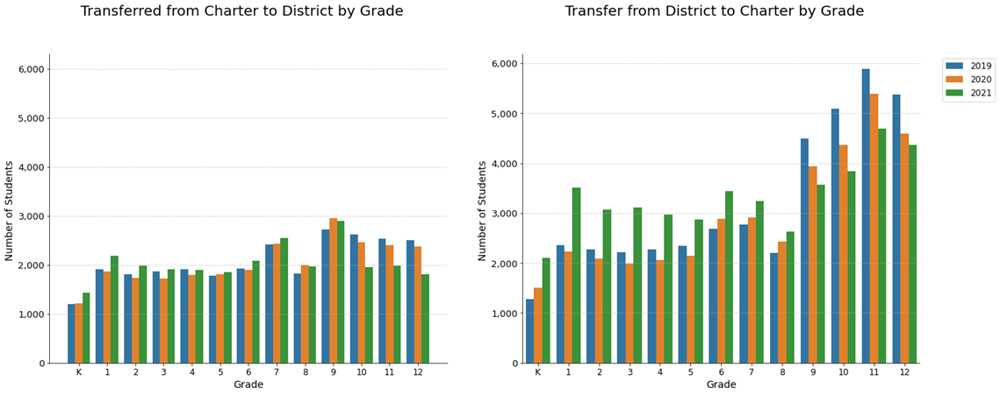 Transferred from Charter to District by Grade
Number of Students
6,000
5,000
4,000
3,000
2,000
1,000
0
K 1 2 3 4 5 6 7 8 9 10 11 12
Grade
Transfer from District to Charter by Grade
Number of Students
6,000
5,000
4,000
3,000
2,000
1,000
0
K 1 2 3 4 5 6 7 8 9 10 11 12
Grade
2019
2020
2021